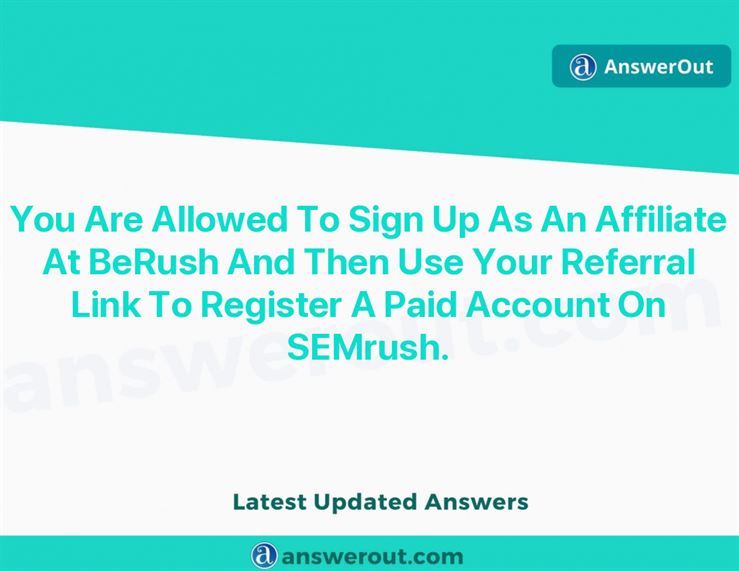 AnswerOut
You Are Allowed To Sign Up As An Affiliate
At BeRush And Then Use Your Referral
Link To Register A Paid Account On
SEMrush.
answerout.com
Latest Updated Answers
answerout.com